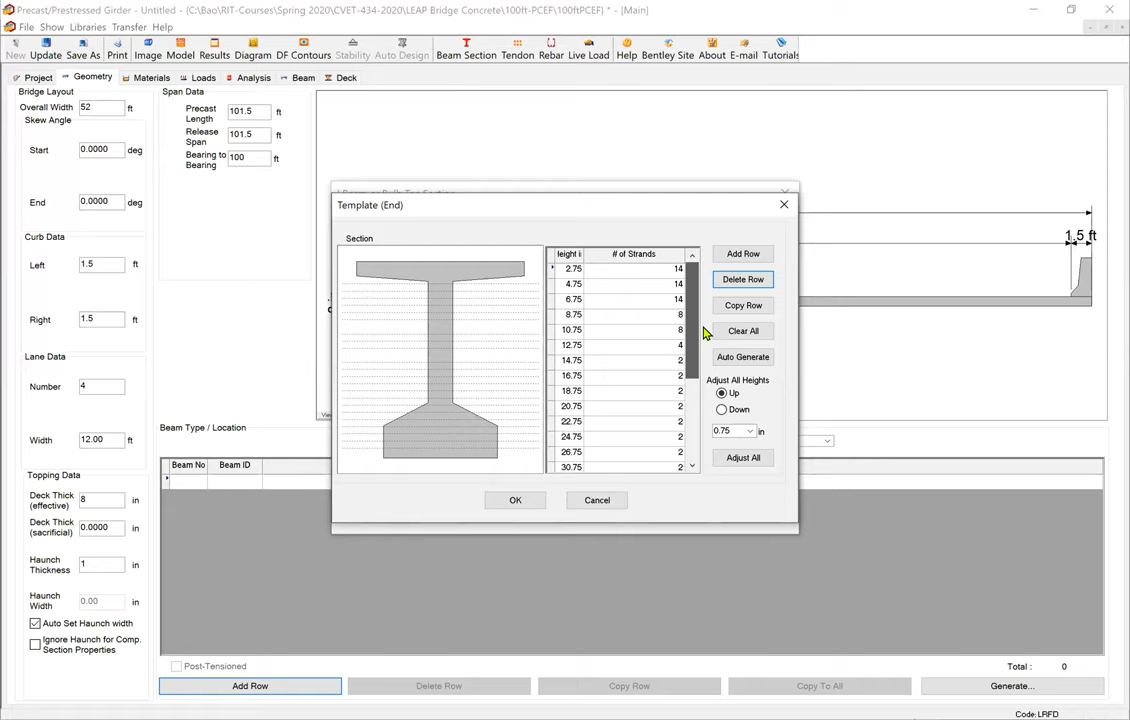 Precast/Prestressed Girder - Untitled - (C:\Bao\RIT-Courses\Spring 2020\CVET-434-2020\LEAP Bridge Concrete\100ft-PCEF\100ftPCEF) * - [Main]
File Show Libraries Transfer Help
New Update Save As Print Image Model Results Diagram DF Contours Stability Auto Design Beam Section Tendon Rebar Live Load Help Bentley Site About E-mail Tutorials
Project Geometry Materials Loads Analysis Beam Deck
Bridge Layout
Overall Width 52 ft
Skew Angle
Start 0.0000 deg
End 0.0000 deg
Curb Data
Left 1.5 ft
Right 1.5 ft
Lane Data
Number 4
Width 12.00 ft
Topping Data
Deck Thick (effective) 8 in
Deck Thick (sacrificial) 0.0000 in
Haunch Thickness 1 in
Haunch Width 0.00 in
Auto Set Haunch width
Ignore Haunch for Comp. Section Properties
Span Data
Precast Length 101.5 ft
Release Span 101.5 ft
Bearing to Bearing 100 ft
1.5 ft
Template (End)
Section
Height i # of Strands
2.75 14
4.75 14
6.75 14
8.75 8
10.75 8
12.75 4
14.75 2
16.75 2
18.75 2
20.75 2
22.75 2
24.75 2
26.75 2
30.75 2
Add Row
Delete Row
Copy Row
Clear All
Auto Generate
Adjust All Heights
Up
Down
0.75 in
Adjust All
OK Cancel
Beam Type / Location
Beam No Beam ID
Post-Tensioned
Total : 0
Add Row Delete Row Copy Row Copy To All Generate...
Code: LRFD